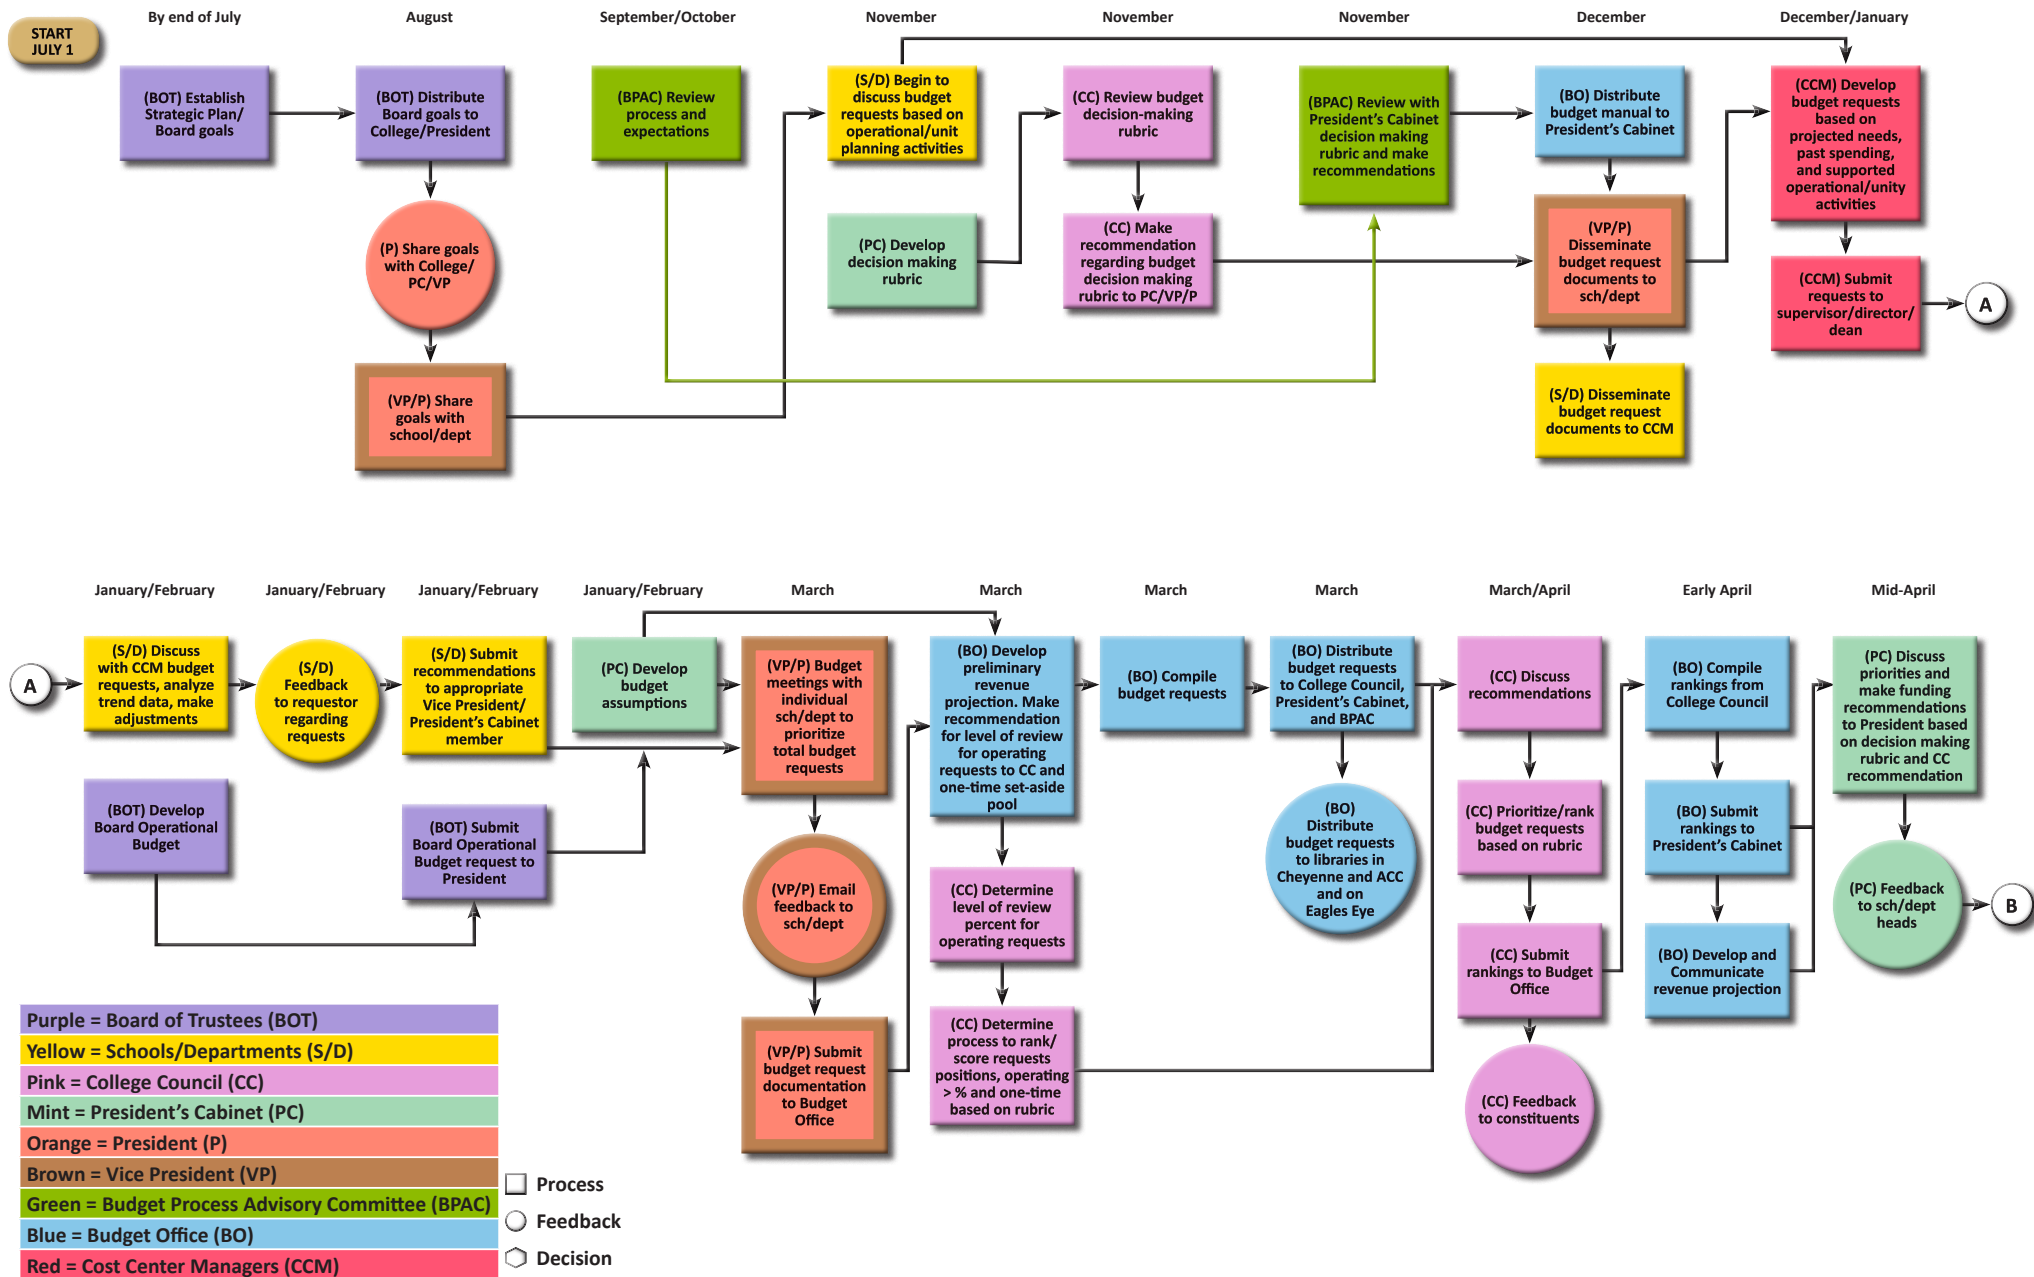 START
JULY 1
By end of July
August
September/October
November
November
November
December
December/January
(BOT) Establish
Strategic Plan/
Board goals
(BOT) Distribute
Board goals to
College/President
(P) Share goals
with College/
PC/VP
(VP/P) Share
goals with
school/dept
(BPAC) Review
process and
expectations
(S/D) Begin to
discuss budget
requests based on
operational/unit
planning activities
(PC) Develop
decision making
rubric
(CC) Review budget
decision-making
rubric
(CC) Make
recommendation
regarding budget
decision making
rubric to PC/VP/P
(BPAC) Review with
President's Cabinet
decision making
rubric and make
recommendations
(BO) Distribute
budget manual to
President's Cabinet
(VP/P)
Disseminate
budget request
documents to
sch/dept
(S/D) Disseminate
budget request
documents to CCM
(CCM) Develop
budget requests
based on
projected needs,
past spending,
and supported
operational/unity
activities
(CCM) Submit
requests to
supervisor/director/
dean
A
January/February
January/February
January/February
January/February
March
March
March
March
March/April
Early April
Mid-April
A
(S/D) Discuss
with CCM budget
requests, analyze
trend data, make
adjustments
(BOT) Develop
Board Operational
Budget
(S/D)
Feedback
to requestor
regarding
requests
(S/D) Submit
recommendations
to appropriate
Vice President/
President's Cabinet
member
(BOT) Submit
Board Operational
Budget request to
President
(PC) Develop
budget
assumptions
(VP/P) Budget
meetings with
individual
sch/dept to
prioritize
total budget
requests
(VP/P) Email
feedback to
sch/dept
(VP/P) Submit
budget request
documentation
to Budget
Office
(BO) Develop
preliminary
revenue
projection. Make
recommendation
for level of review
for operating
requests to CC and
one-time set-aside
pool
(CC) Determine
level of review
percent for
operating requests
(CC) Determine
process to rank/
score requests
positions, operating
> % and one-time
based on rubric
(BO) Compile
budget requests
(BO) Distribute
budget requests
to College Council,
President's Cabinet,
and BPAC
(BO)
Distribute
budget requests
to libraries in
Cheyenne and ACC
and on
Eagles Eye
(CC) Discuss
recommendations
(CC) Prioritize/rank
budget requests
based on rubric
(CC) Submit
rankings to Budget
Office
(CC) Feedback
to constituents
(BO) Compile
rankings from
College Council
(BO) Submit
rankings to
President's Cabinet
(BO) Develop and
Communicate
revenue projection
(PC) Discuss
priorities and
make funding
recommendations
to President based
on decision making
rubric and CC
recommendation
(PC) Feedback
to sch/dept
heads
B
Purple = Board of Trustees (BOT)
Yellow = Schools/Departments (S/D)
Pink = College Council (CC)
Mint = President's Cabinet (PC)
Orange = President (P)
Brown = Vice President (VP)
Green = Budget Process Advisory Committee (BPAC)
Blue = Budget Office (BO)
Red = Cost Center Managers (CCM)
Process
Feedback
Decision